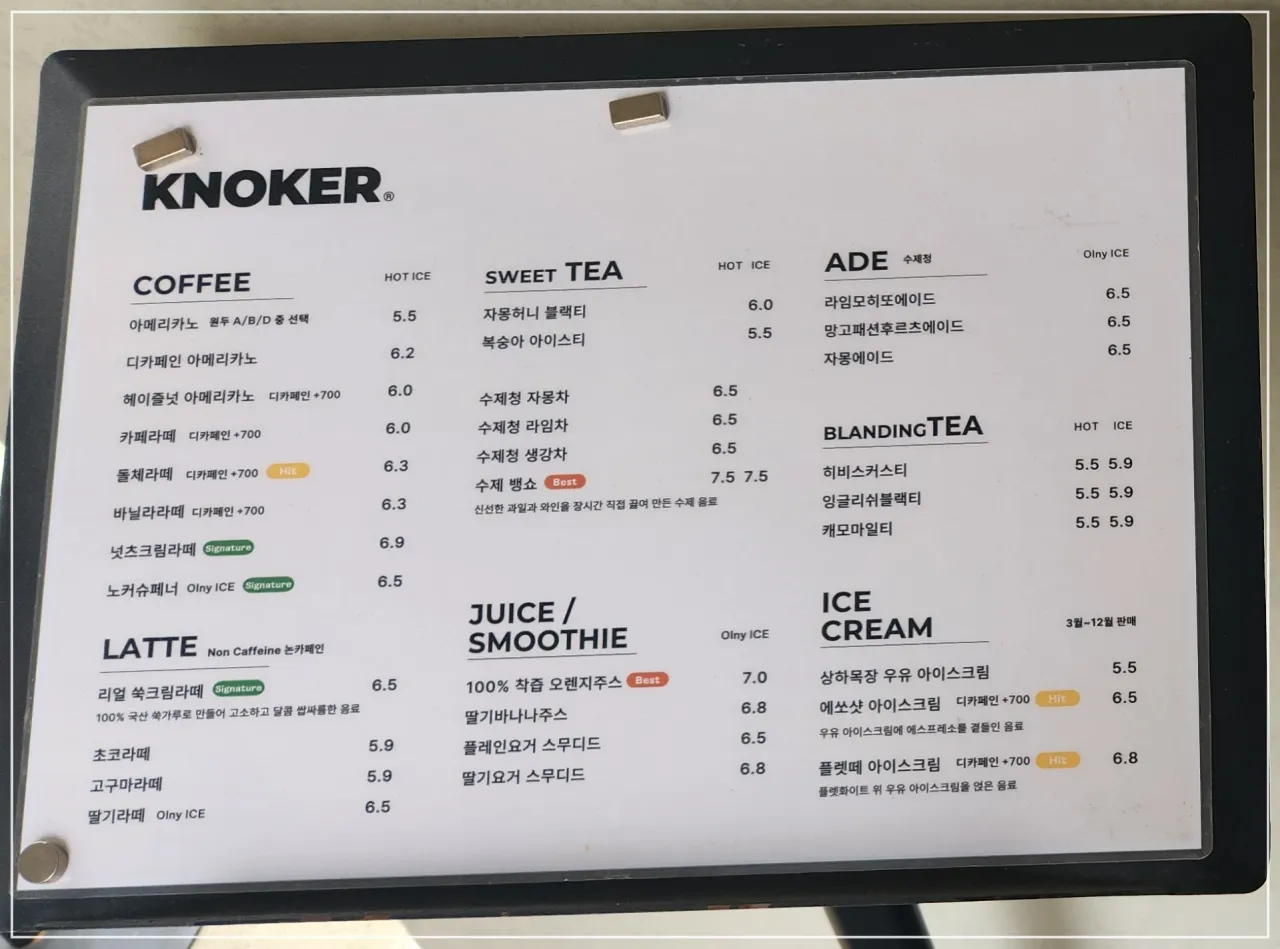 KNOKER®
COFFEE HOT ICE
아메리카노 원두 A/B/D 중 선택 5.5
디카페인 아메리카노 6.2
헤이즐넛 아메리카노 디카페인 +700 6.0
카페라떼 디카페인 +700 6.0
돌체라떼 디카페인 +700 Hit 6.3
바닐라라떼 디카페인 +700 6.3
넛츠크림라떼 Signature 6.9
노커슈페너 Olny ICE Signature 6.5
LATTE Non Caffeine 논카페인
리얼 쑥크림라떼 Signature 6.5
100% 국산 쑥가루로 만들어 고소하고 달콤 쌉싸름한 음료
초코라떼 5.9
고구마라떼 5.9
딸기라떼 Olny ICE 6.5
SWEET TEA HOT ICE
자몽허니 블랙티 6.0
복숭아 아이스티 5.5
수제청 자몽차 6.5
수제청 라임차 6.5
수제청 생강차 6.5
수제 뱅쇼 Best 7.5 7.5
신선한 과일과 와인을 장시간 직접 끓여 만든 수제 음료
JUICE /
SMOOTHIE Olny ICE
100% 착즙 오렌지주스 Best 7.0
딸기바나나주스 6.8
플레인요거 스무디드 6.5
딸기요거 스무디드 6.8
ADE 수제청 Olny ICE
라임모히또에이드 6.5
망고패션후르츠에이드 6.5
자몽에이드 6.5
BLANDING TEA HOT ICE
히비스커스티 5.5 5.9
잉글리쉬블랙티 5.5 5.9
캐모마일티 5.5 5.9
ICE
CREAM 3월~12월 판매
상하목장 우유 아이스크림 5.5
에쏘샷 아이스크림 디카페인 +700 Hit 6.5
우유 아이스크림에 에스프레소를 곁들인 음료
플렛떼 아이스크림 디카페인 +700 Hit 6.8
플렛화이트 위 우유 아이스크림을 얹은 음료